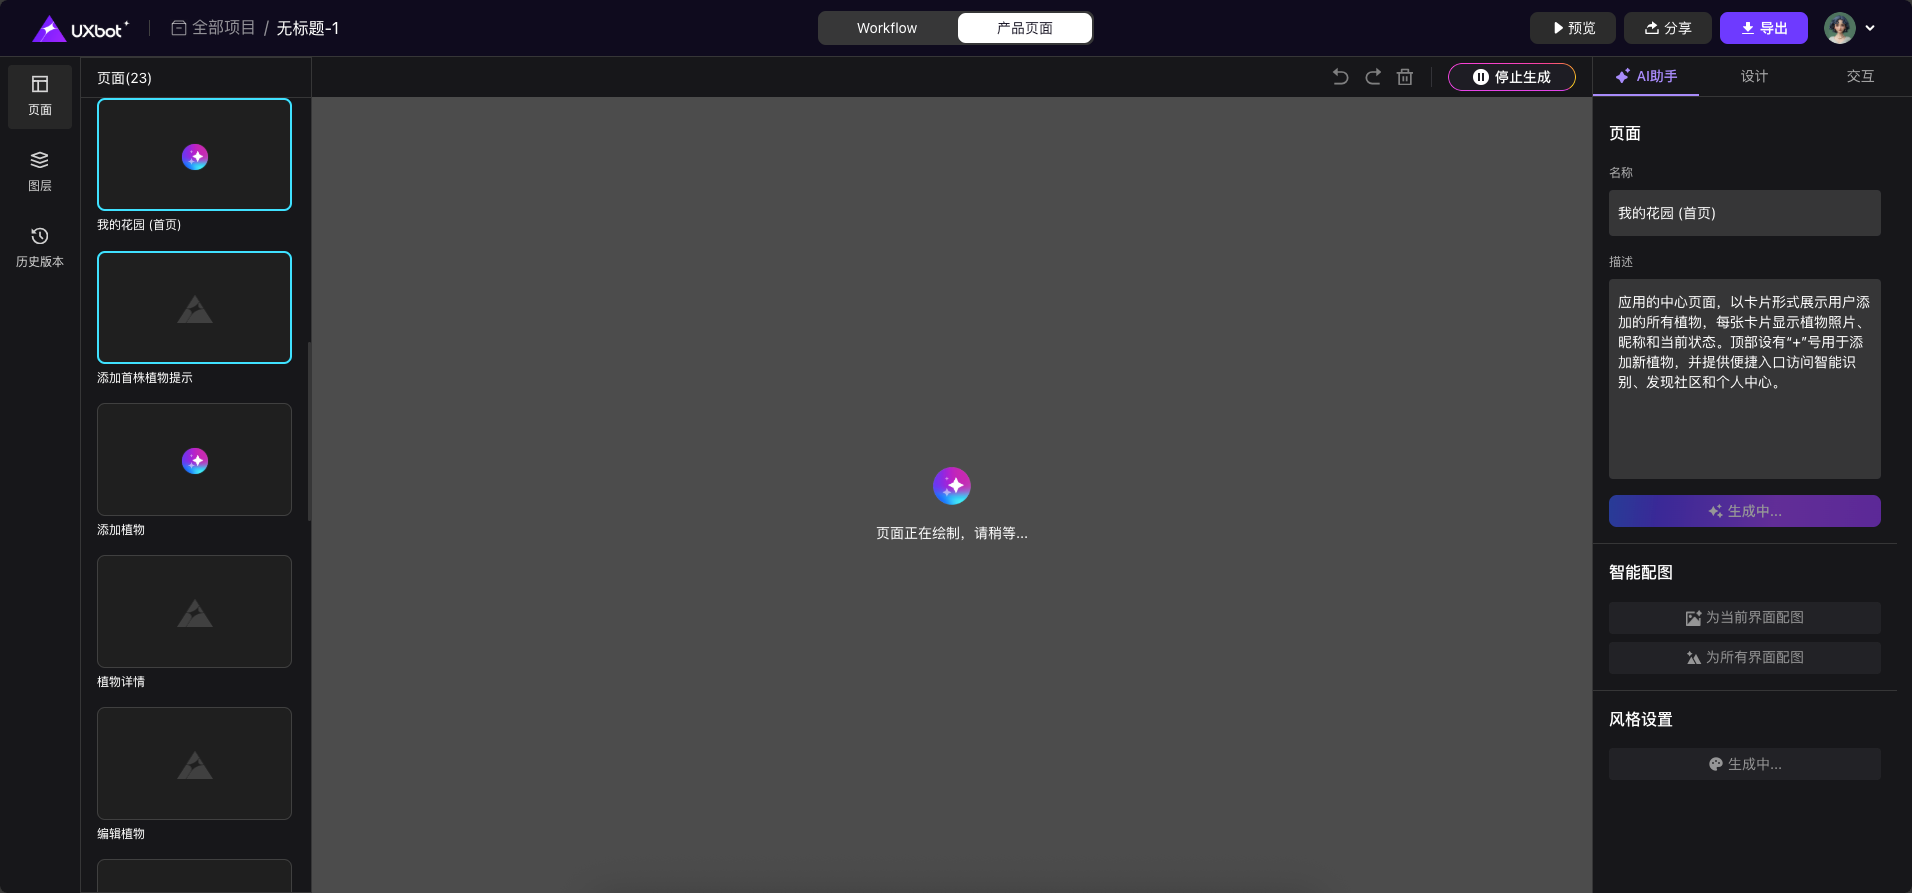 UXbot
全部项目 / 无标题-1
Workflow
产品页面
预览
分享
导出
页面
图层
历史版本
页面(23)
我的花园 (首页)
添加首株植物提示
添加植物
植物详情
编辑植物
停止生成
页面正在绘制，请稍等...
AI助手
设计
交互
页面
名称
我的花园 (首页)
描述
应用的中心页面，以卡片形式展示用户添
加的所有植物，每张卡片显示植物照片、
昵称和当前状态。顶部设有“+”号用于添
加新植物，并提供便捷入口访问智能识
别、发现社区和个人中心。
生成中...
智能配图
为当前界面配图
为所有界面配图
风格设置
生成中...